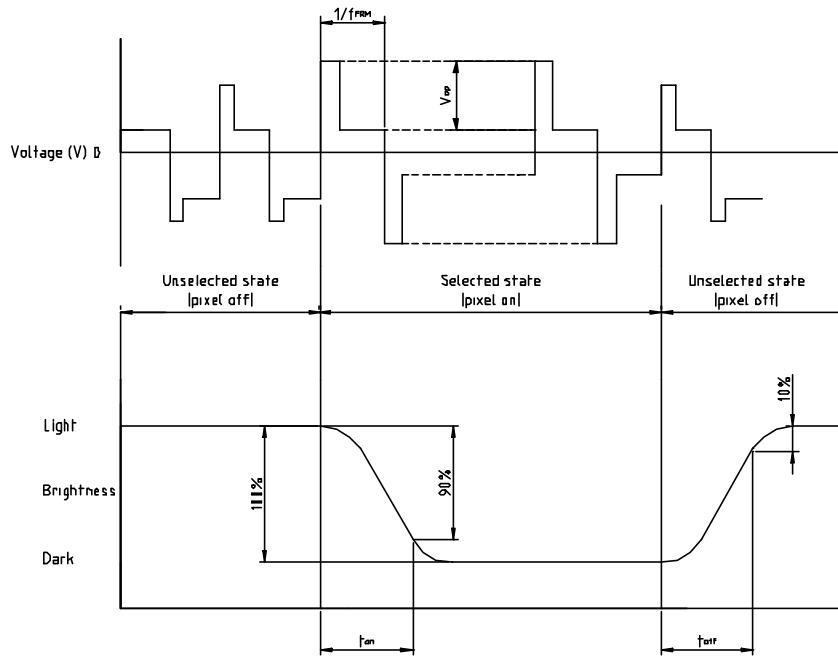 1/fFRM
Vop
Voltage (V) 0
Unselected state
|pixel off|
Selected state
|pixel on|
Unselected state
|pixel off|
10%
Light
100%
90%
Brightness
Dark
ton
toff